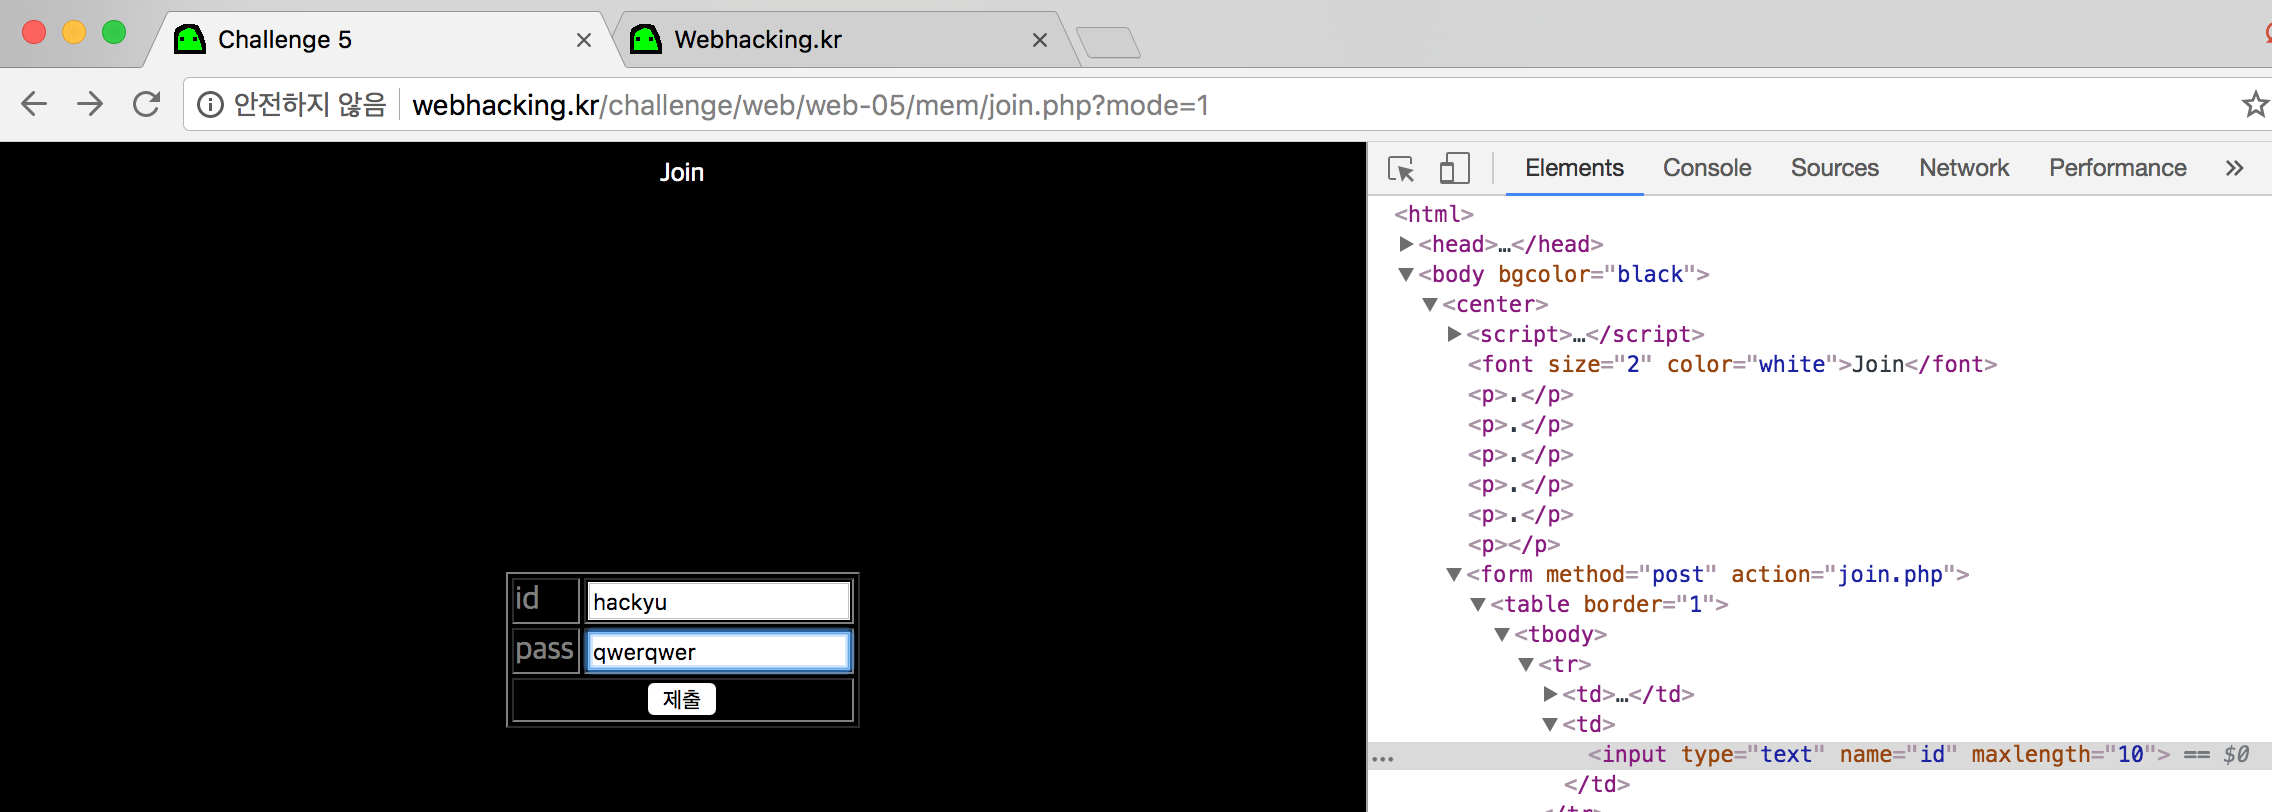 Challenge 5
Webhacking.kr
안전하지 않음 webhacking.kr/challenge/web/web-05/mem/join.php?mode=1
Join
id hackyu
pass qwerqwer
제출
Elements Console Sources Network Performance »
<html>
▶<head>…</head>
▼<body bgcolor="black">
▼<center>
▶<script>…</script>
<font size="2" color="white">Join</font>
<p>.</p>
<p>.</p>
<p>.</p>
<p>.</p>
<p>.</p>
<p></p>
▼<form method="post" action="join.php">
▼<table border="1">
▼<tbody>
▼<tr>
▶<td>…</td>
▼<td>
… <input type="text" name="id" maxlength="10"> == $0
</td>
</tr>